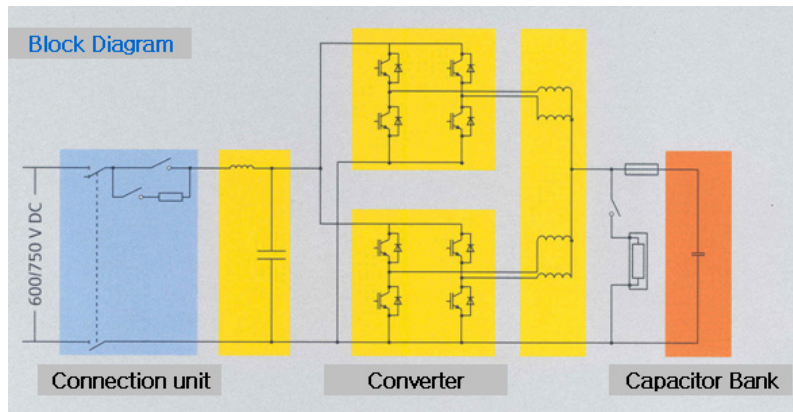 Block Diagram
600/750 V DC
Connection unit
Converter
Capacitor Bank